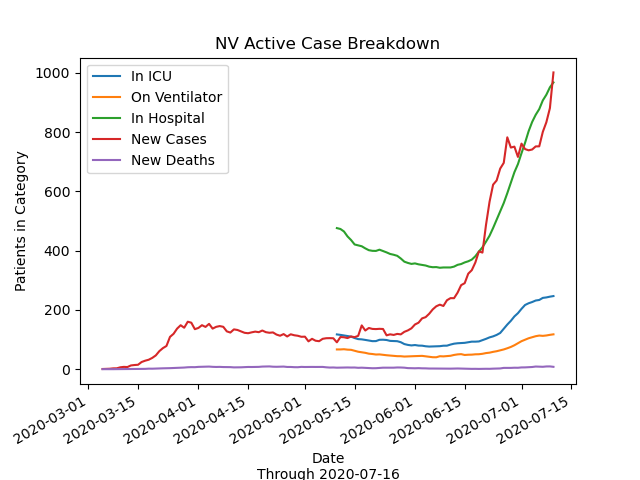 NV Active Case Breakdown
In ICU
On Ventilator
In Hospital
New Cases
New Deaths
Patients in Category
1000
800
600
400
200
0
2020-03-01
2020-03-15
2020-04-01
2020-04-15
2020-05-01
2020-05-15
2020-06-01
2020-06-15
2020-07-01
2020-07-15
Date
Through 2020-07-16